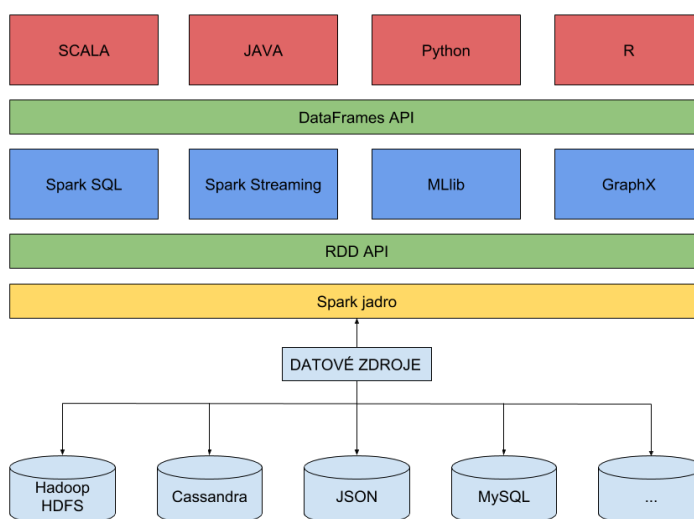 SCALA
JAVA
Python
R
DataFrames API
Spark SQL
Spark Streaming
MLlib
GraphX
RDD API
Spark jadro
DATOVÉ ZDROJE
Hadoop
HDFS
Cassandra
JSON
MySQL
...